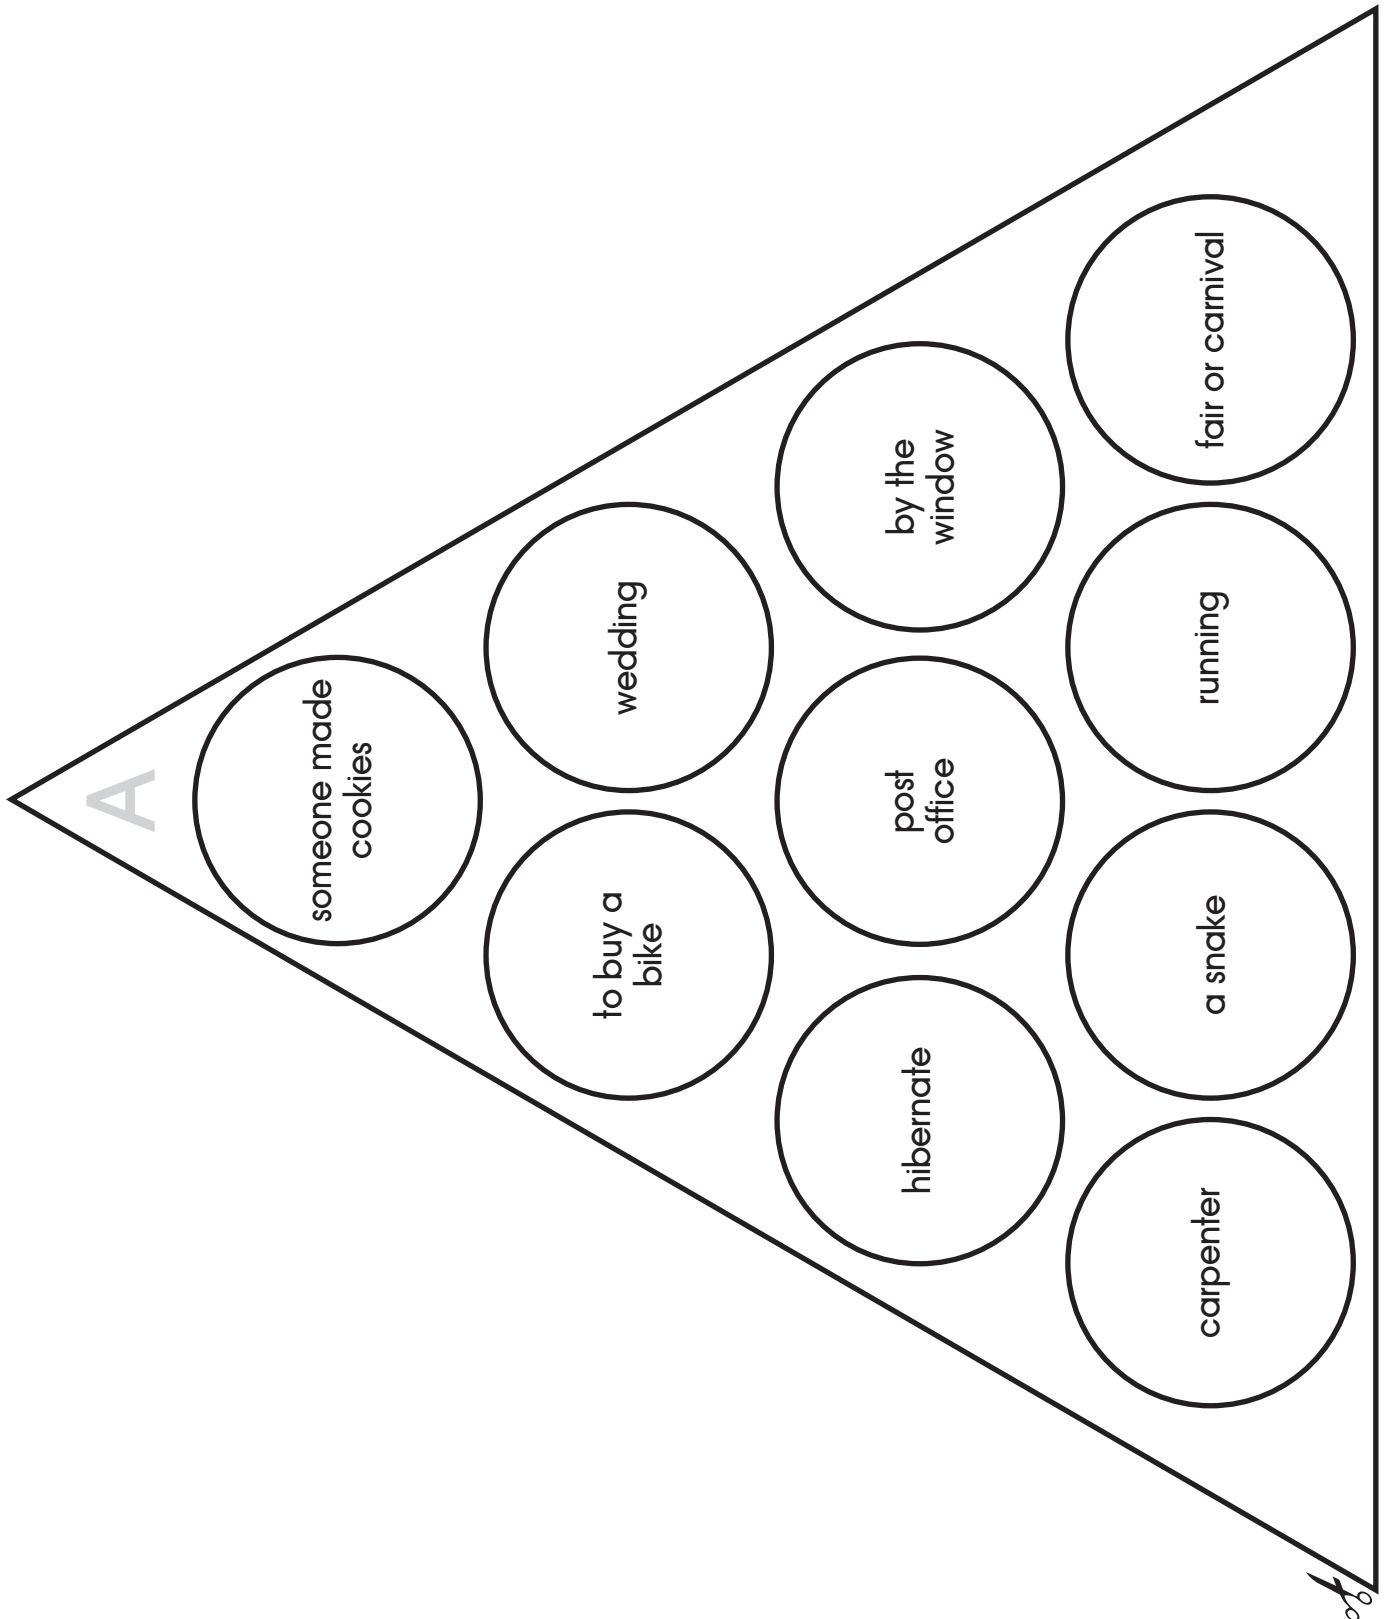 A
someone made
cookies
to buy a
bike
wedding
hibernate
post
office
by the
window
carpenter
a snake
running
fair or carnival